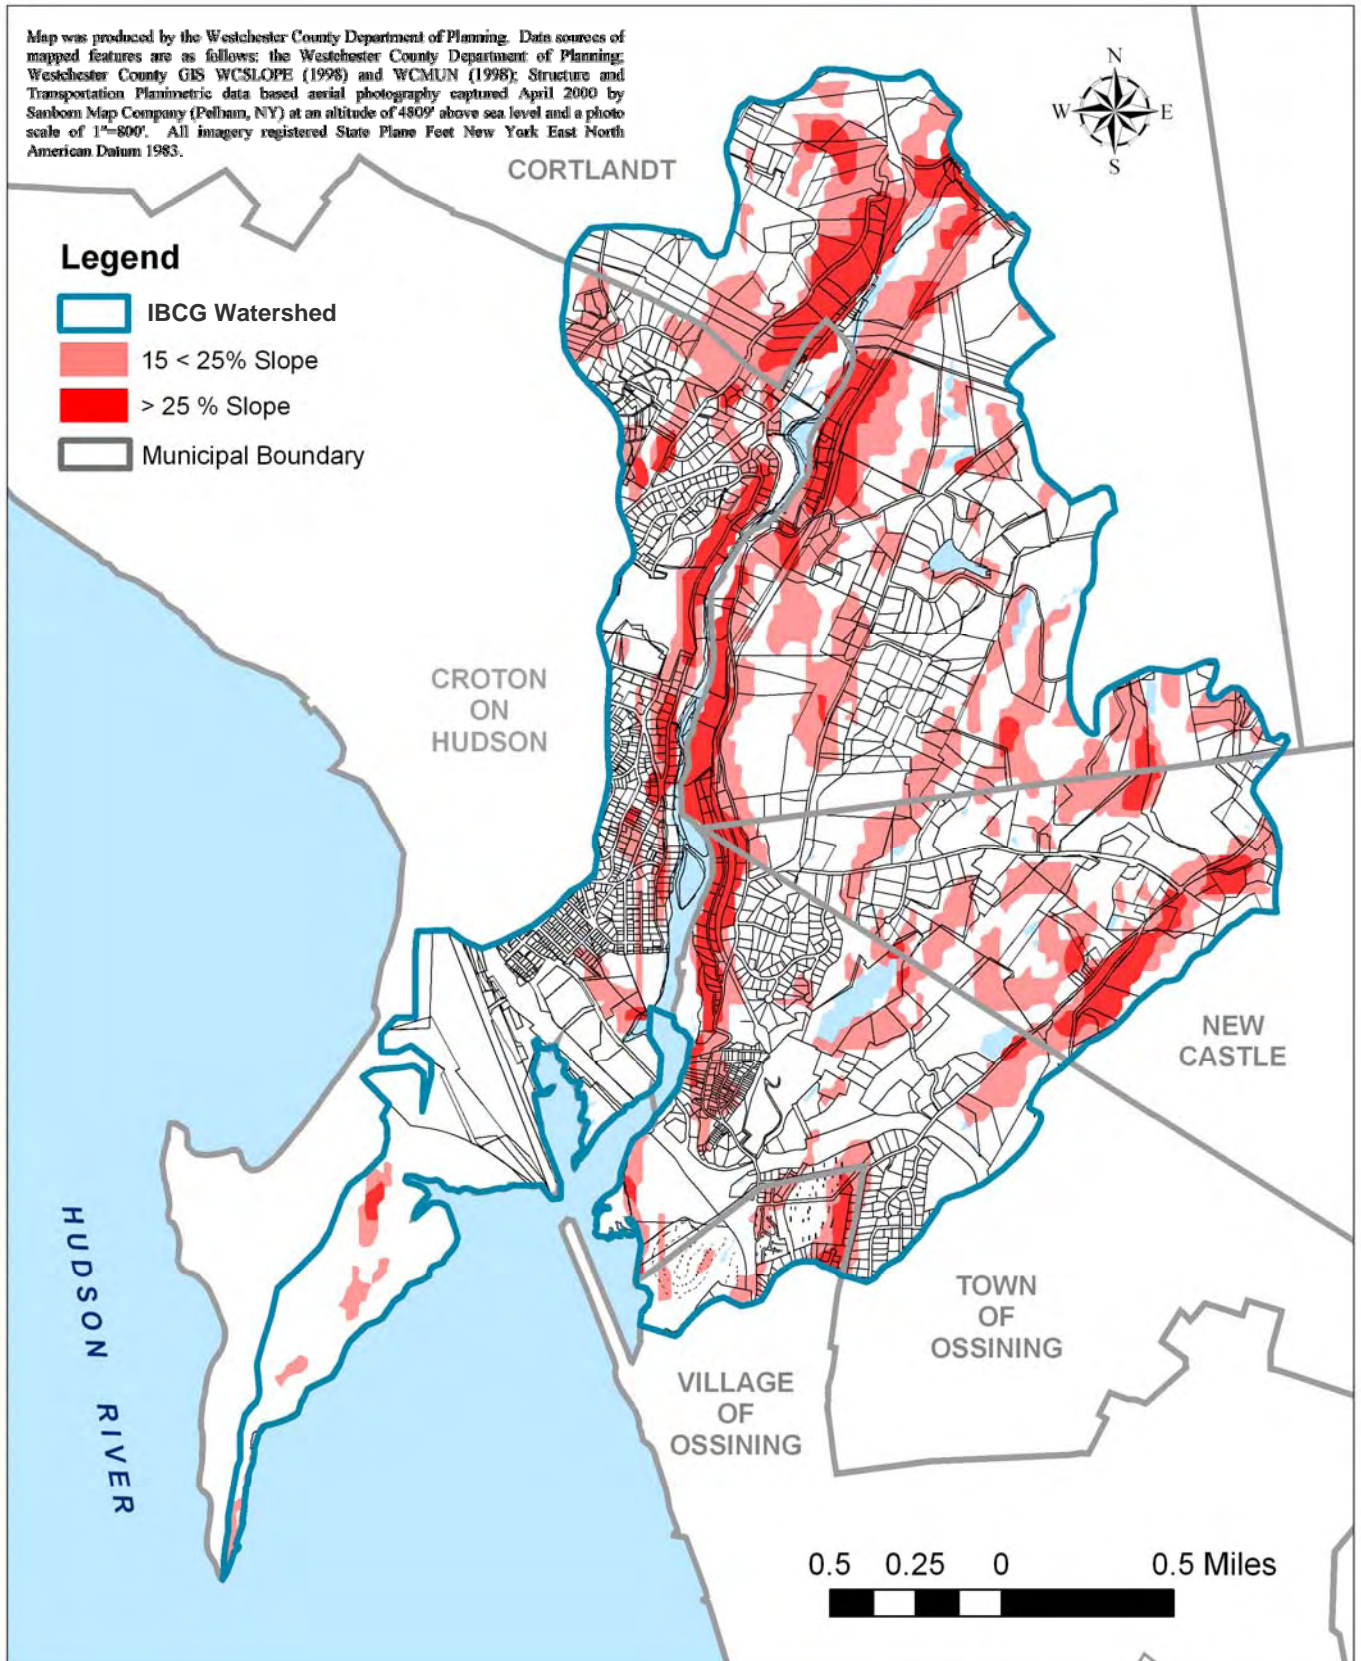 Map was produced by the Westchester County Department of Planning. Data sources of
mapped features are as follows: the Westchester County Department of Planning;
Westchester County GIS WCSLOPE (1998) and WCMUN (1998); Structure and
Transportation Planimetric data based aerial photography captured April 2000 by
Sanborn Map Company (Pelham, NY) at an altitude of 4809' above sea level and a photo
scale of 1"=800'. All imagery registered State Plane Feet New York East North
American Datum 1983.
N
W
E
S
CORTLANDT
Legend
IBCG Watershed
15 < 25% Slope
> 25 % Slope
Municipal Boundary
CROTON
ON
HUDSON
NEW
CASTLE
HUDSON RIVER
TOWN
OF
OSSINING
VILLAGE
OF
OSSINING
0.5 0.25 0 0.5 Miles